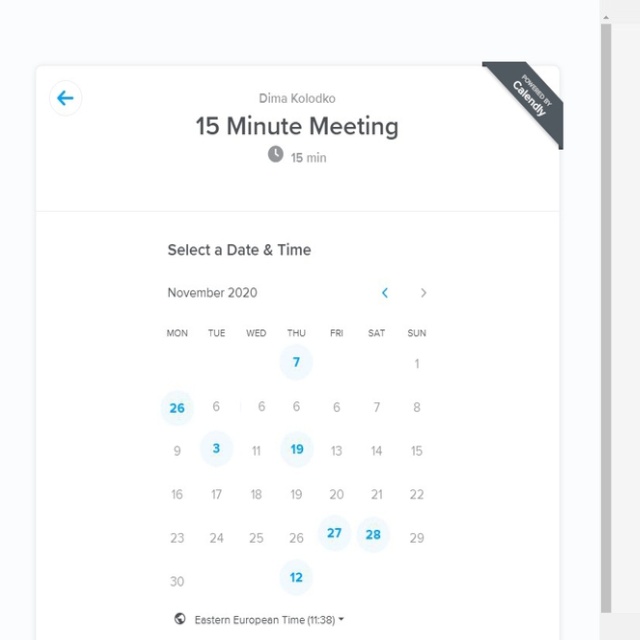 POWERED BY
Calendly
Dima Kolodko
15 Minute Meeting
15 min
Select a Date & Time
November 2020
MON TUE WED THU FRI SAT SUN
7 1
26 6 6 6 6 7 8
9 3 11 19 13 14 15
16 17 18 19 20 21 22
23 24 25 26 27 28 29
30 12
Eastern European Time (11:38)